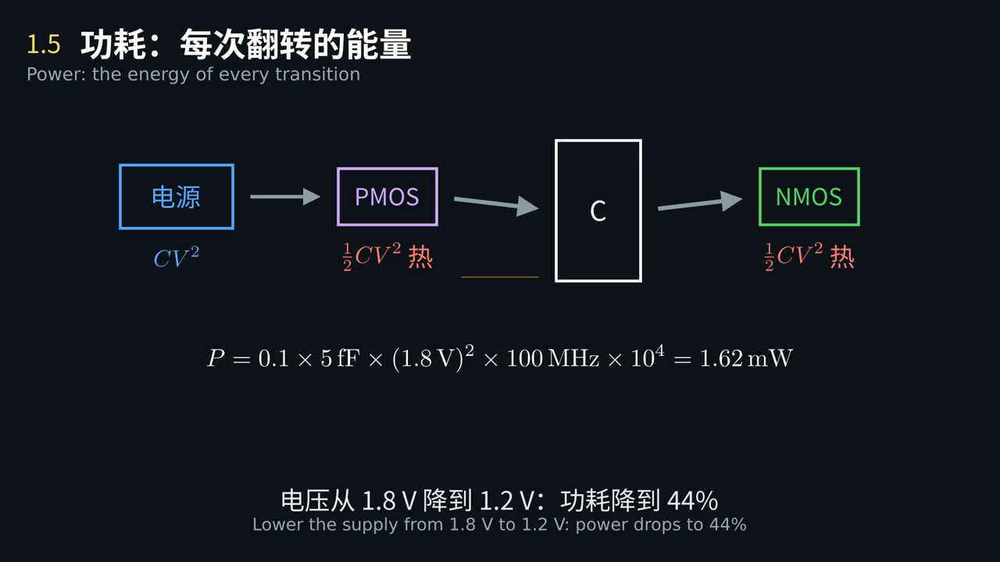 1.5 功耗：每次翻转的能量
Power: the energy of every transition
电源
PMOS
C
NMOS
CV²
½CV² 热
½CV² 热
P = 0.1 × 5 fF × (1.8 V)² × 100 MHz × 10⁴ = 1.62 mW
电压从 1.8 V 降到 1.2 V：功耗降到 44%
Lower the supply from 1.8 V to 1.2 V: power drops to 44%